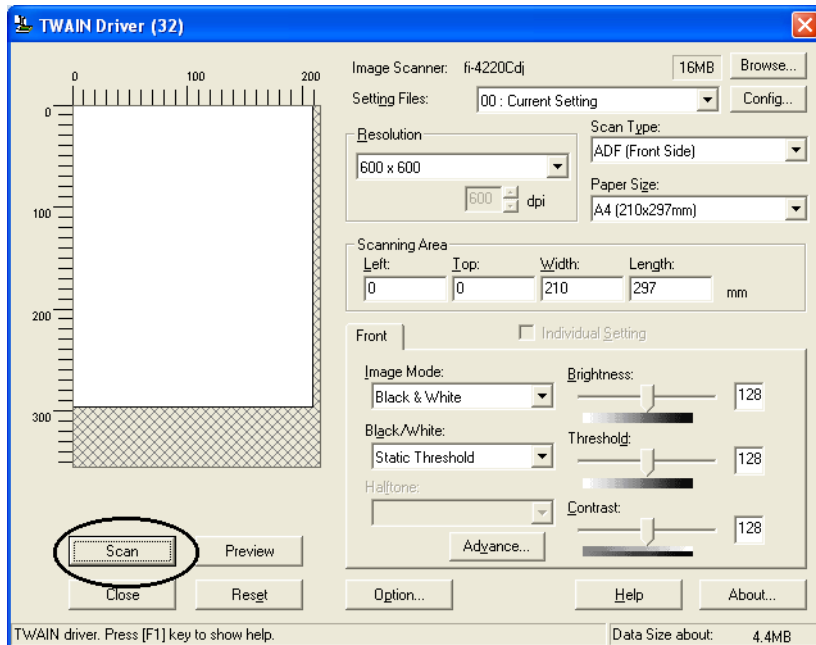 TWAIN Driver (32)
0 100 200
0
100
200
300
Image Scanner: fi-4220Cdj 16MB Browse...
Setting Files: 00 : Current Setting Config...
Resolution
600 x 600
600 dpi
Scan Type:
ADF (Front Side)
Paper Size:
A4 (210x297mm)
Scanning Area
Left: Top: Width: Length:
0 0 210 297 mm
Front Individual Setting
Image Mode:
Black & White
Black/White:
Static Threshold
Halftone:
Advance...
Brightness:
128
Threshold:
128
Contrast:
128
Scan Preview
Close Reset Option... Help About...
TWAIN driver. Press [F1] key to show help. Data Size about: 4.4MB